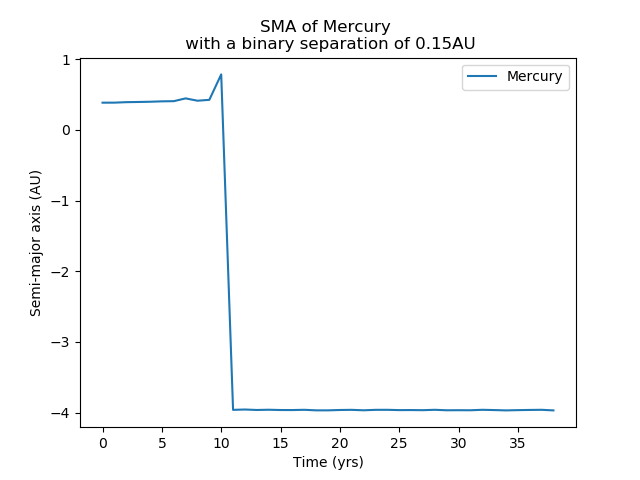 SMA of Mercury
with a binary separation of 0.15AU
Mercury
1
0
−1
−2
−3
−4
Semi-major axis (AU)
0 5 10 15 20 25 30 35
Time (yrs)